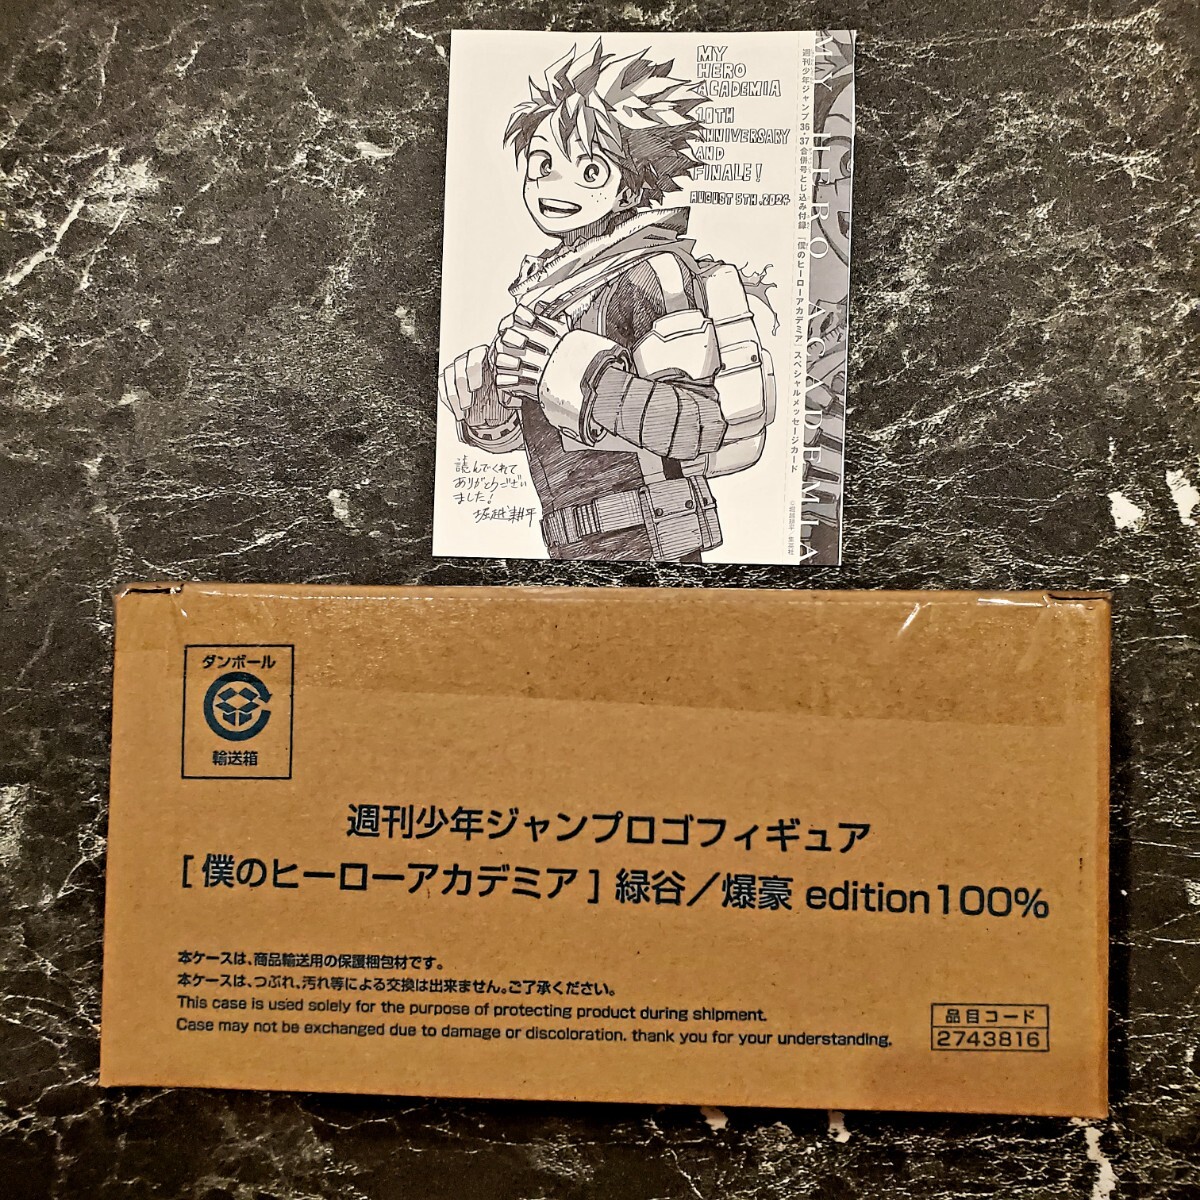 MY
HERO
ACADEMIA
10TH
ANNIVERSARY
AND
FINALE!
AUGUST 5TH.2024
週刊少年ジャンプ36・37合併号とじ込み付録 「僕のヒーローアカデミア」スペシャルメッセージカード
©堀越耕平/集英社
MY HERO ACADEMIA
読んでくれて
ありがとうござい
ました!
堀越耕平
ダンボール
輸送箱
週刊少年ジャンプロゴフィギュア
[僕のヒーローアカデミア] 緑谷/爆豪 edition100%
本ケースは、商品輸送用の保護梱包材です。
本ケースは、つぶれ、汚れ等による交換は出来ません。ご了承ください。
This case is used solely for the purpose of protecting product during shipment.
Case may not be exchanged due to damage or discoloration. thank you for your understanding.
品目コード
2743816